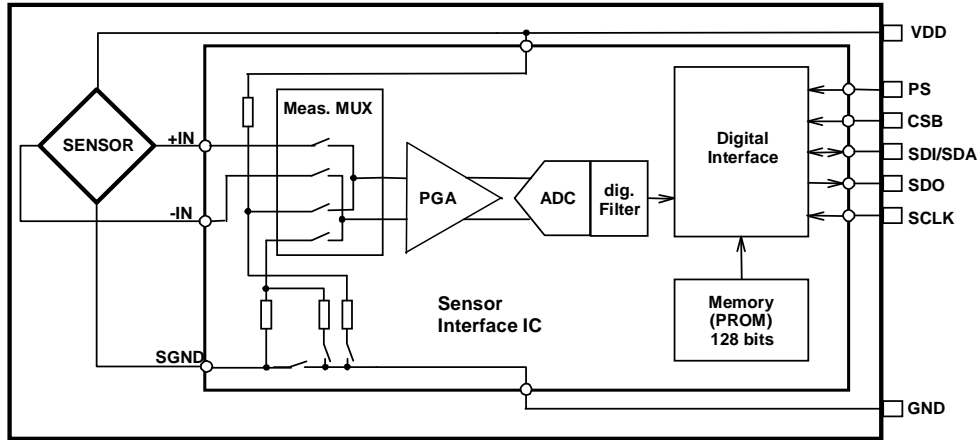 VDD
PS
CSB
SDI/SDA
SDO
SCLK
GND
SENSOR
+IN
-IN
SGND
Meas. MUX
PGA
ADC
dig.
Filter
Digital
Interface
Memory
(PROM)
128 bits
Sensor
Interface IC